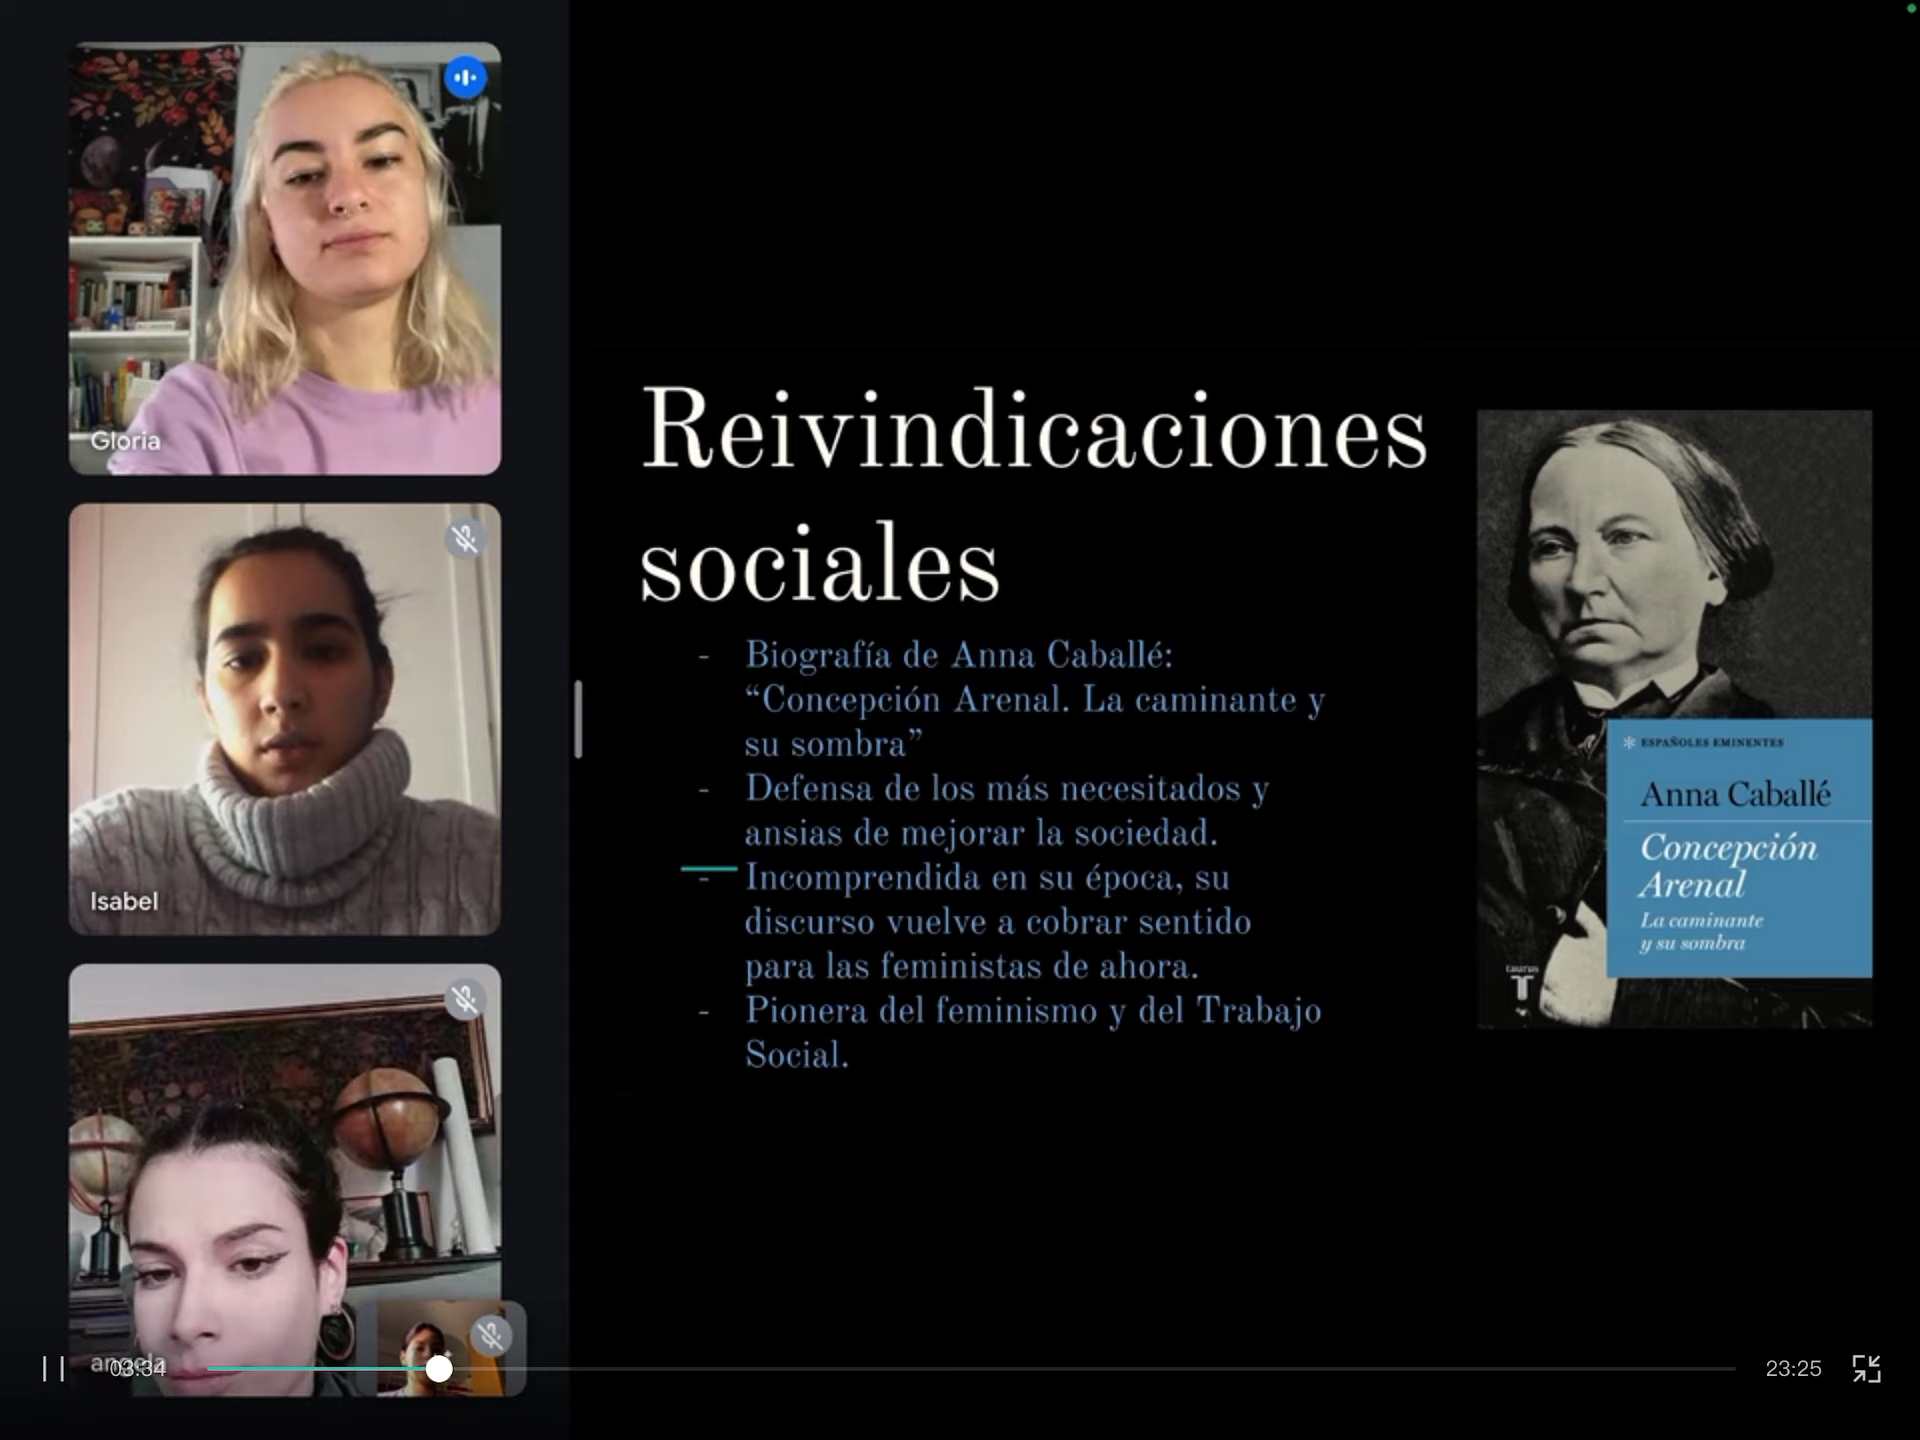 Gloria
Isabel
angela
Reivindicaciones
sociales
- Biografía de Anna Caballé:
“Concepción Arenal. La caminante y
su sombra”
- Defensa de los más necesitados y
ansias de mejorar la sociedad.
- Incomprendida en su época, su
discurso vuelve a cobrar sentido
para las feministas de ahora.
- Pionera del feminismo y del Trabajo
Social.
* ESPAÑOLES EMINENTES
Anna Caballé
Concepción
Arenal
La caminante
y su sombra
taurus
T
03:34
23:25